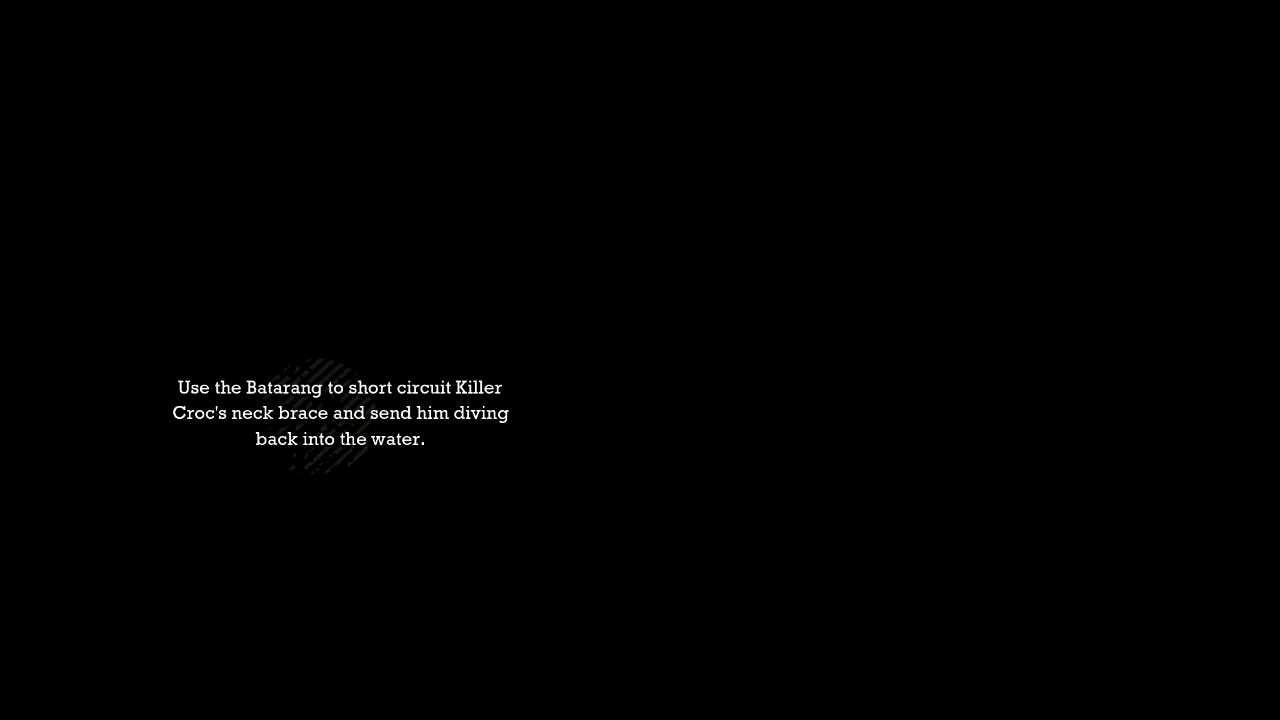 Use the Batarang to short circuit Killer
Croc's neck brace and send him diving
back into the water.